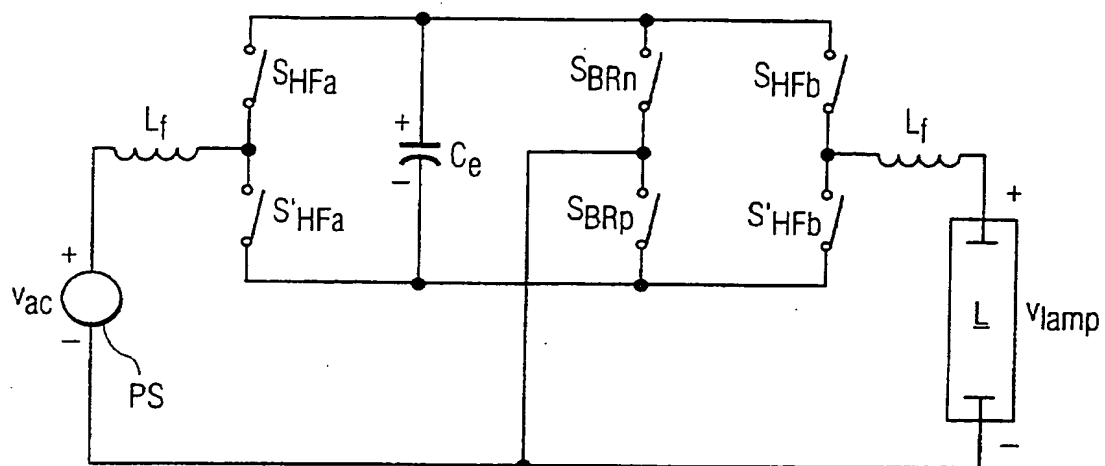 S_HFa
S_BRn
S_HFb
L_f
+
C_e
−
L_f
S'_HFa
S_BRp
S'_HFb
+
+
v_ac
−
L
v_lamp
PS
−